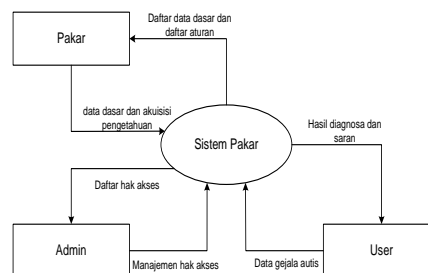 Daftar data dasar dan
daftar aturan
Pakar
data dasar dan akuisisi
pengetahuan
Sistem Pakar
Hasil diagnosa dan
saran
Daftar hak akses
Admin
Manajemen hak akses
Data gejala autis
User